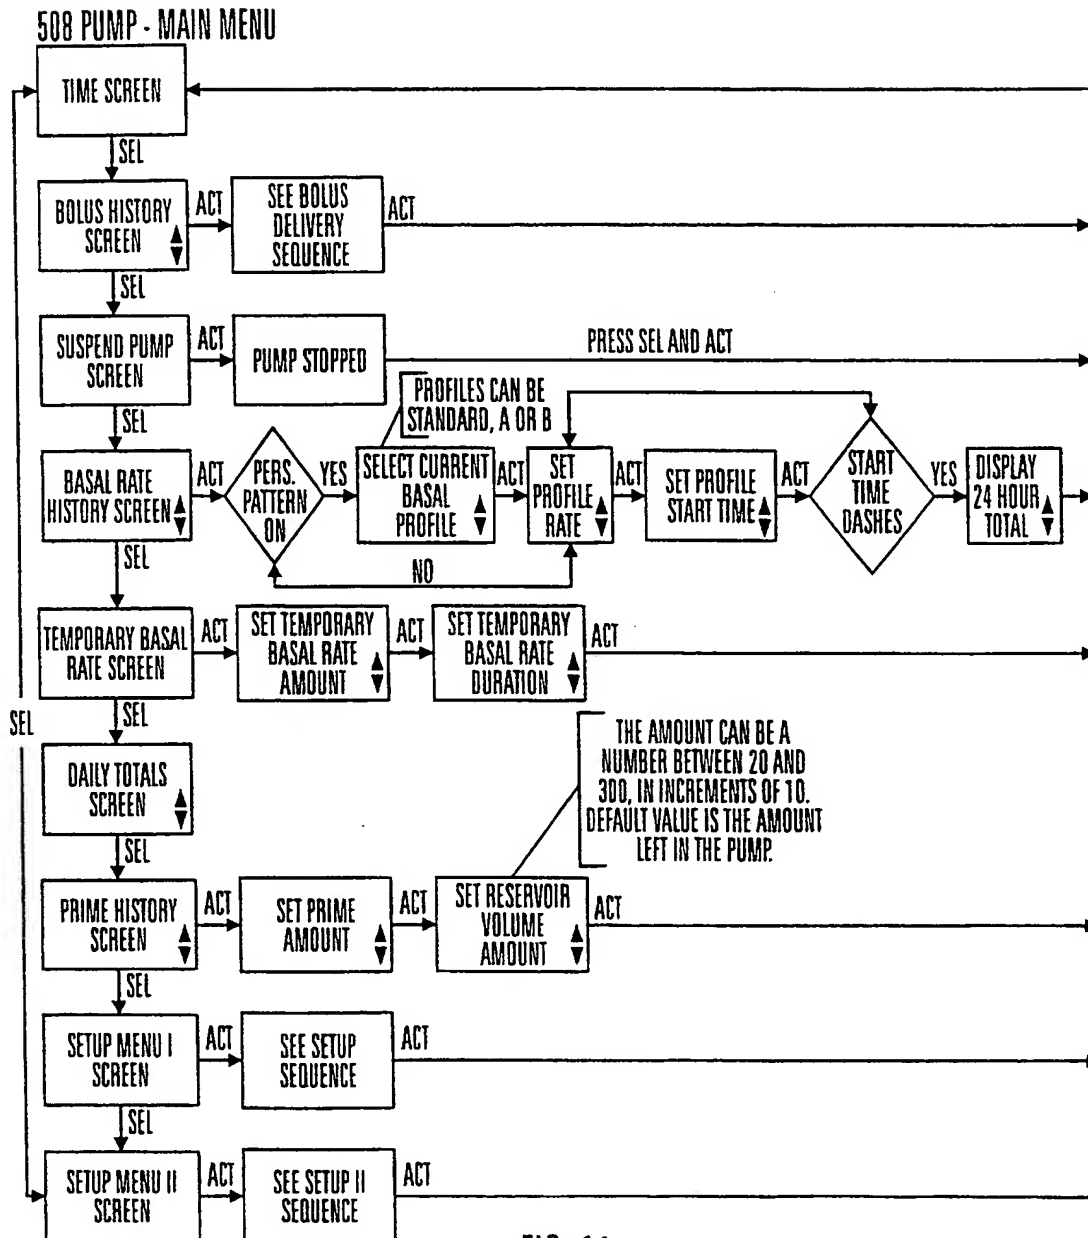 508 PUMP - MAIN MENU
TIME SCREEN
SEL
BOLUS HISTORY
SCREEN
ACT
SEE BOLUS
DELIVERY
SEQUENCE
ACT
SEL
SUSPEND PUMP
SCREEN
ACT
PUMP STOPPED
PRESS SEL AND ACT
SEL
PROFILES CAN BE
STANDARD, A OR B
BASAL RATE
HISTORY SCREEN
ACT
PERS.
PATTERN
ON
YES
SELECT CURRENT
BASAL
PROFILE
ACT
SET
PROFILE
RATE
ACT
SET PROFILE
START TIME
ACT
START
TIME
DASHES
YES
DISPLAY
24 HOUR
TOTAL
NO
SEL
TEMPORARY BASAL
RATE SCREEN
ACT
SET TEMPORARY
BASAL RATE
AMOUNT
ACT
SET TEMPORARY
BASAL RATE
DURATION
ACT
SEL
SEL
DAILY TOTALS
SCREEN
THE AMOUNT CAN BE A
NUMBER BETWEEN 20 AND
300, IN INCREMENTS OF 10.
DEFAULT VALUE IS THE AMOUNT
LEFT IN THE PUMP.
SEL
PRIME HISTORY
SCREEN
ACT
SET PRIME
AMOUNT
ACT
SET RESERVOIR
VOLUME
AMOUNT
ACT
SEL
SETUP MENU I
SCREEN
ACT
SEE SETUP
SEQUENCE
ACT
SEL
SETUP MENU II
SCREEN
ACT
SEE SETUP II
SEQUENCE
ACT